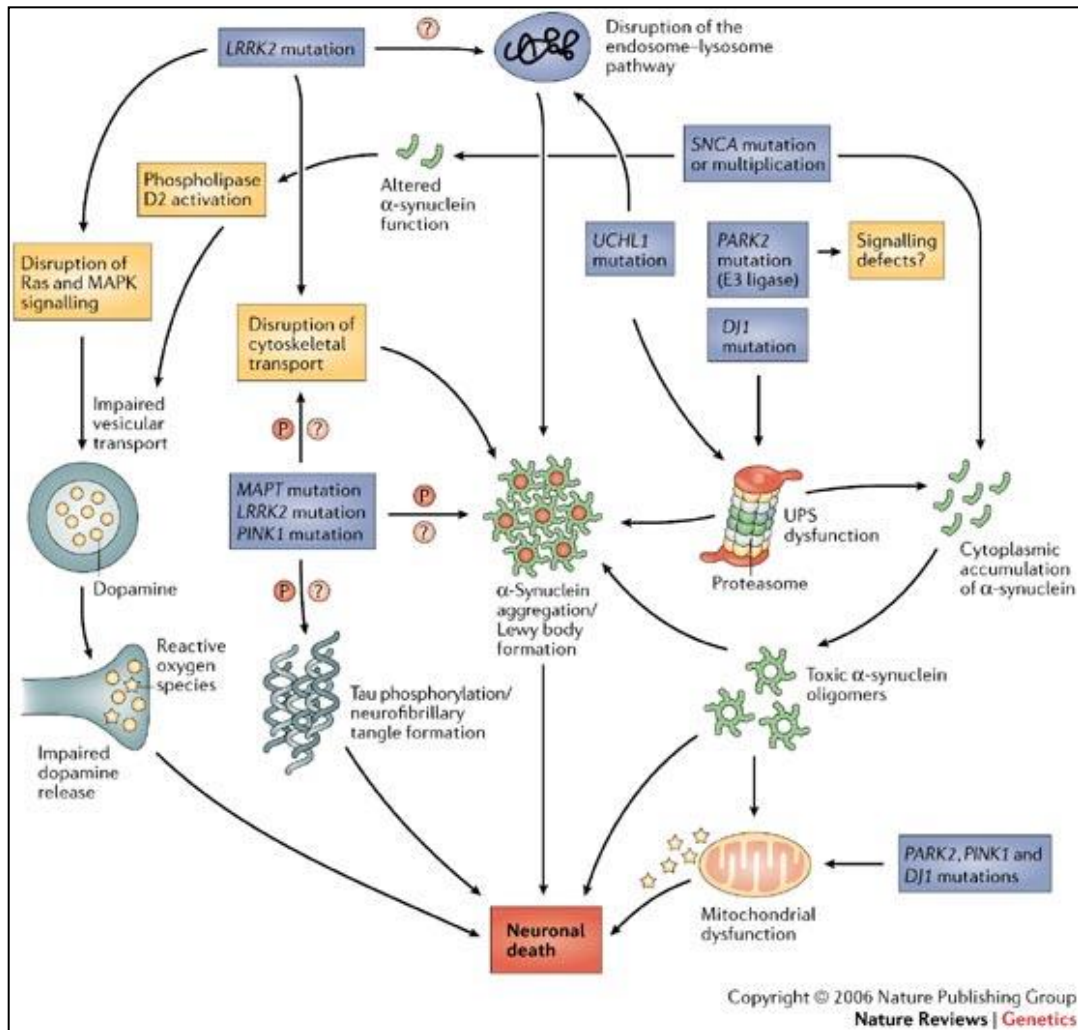 LRRK2 mutation
?
Disruption of the
endosome–lysosome
pathway
SNCA mutation
or multiplication
Phospholipase
D2 activation
Altered
α-synuclein
function
UCHL1
mutation
PARK2
mutation
(E3 ligase)
Signalling
defects?
Disruption of
Ras and MAPK
signalling
DJ1
mutation
Disruption of
cytoskeletal
transport
Impaired
vesicular
transport
P
?
MAPT mutation
LRRK2 mutation
PINK1 mutation
P
?
UPS
dysfunction
Proteasome
Cytoplasmic
accumulation
of α-synuclein
Dopamine
P
?
α-Synuclein
aggregation/
Lewy body
formation
Reactive
oxygen
species
Tau phosphorylation/
neurofibrillary
tangle formation
Toxic α-synuclein
oligomers
Impaired
dopamine
release
PARK2, PINK1 and
DJ1 mutations
Mitochondrial
dysfunction
Neuronal
death
Copyright © 2006 Nature Publishing Group
Nature Reviews | Genetics